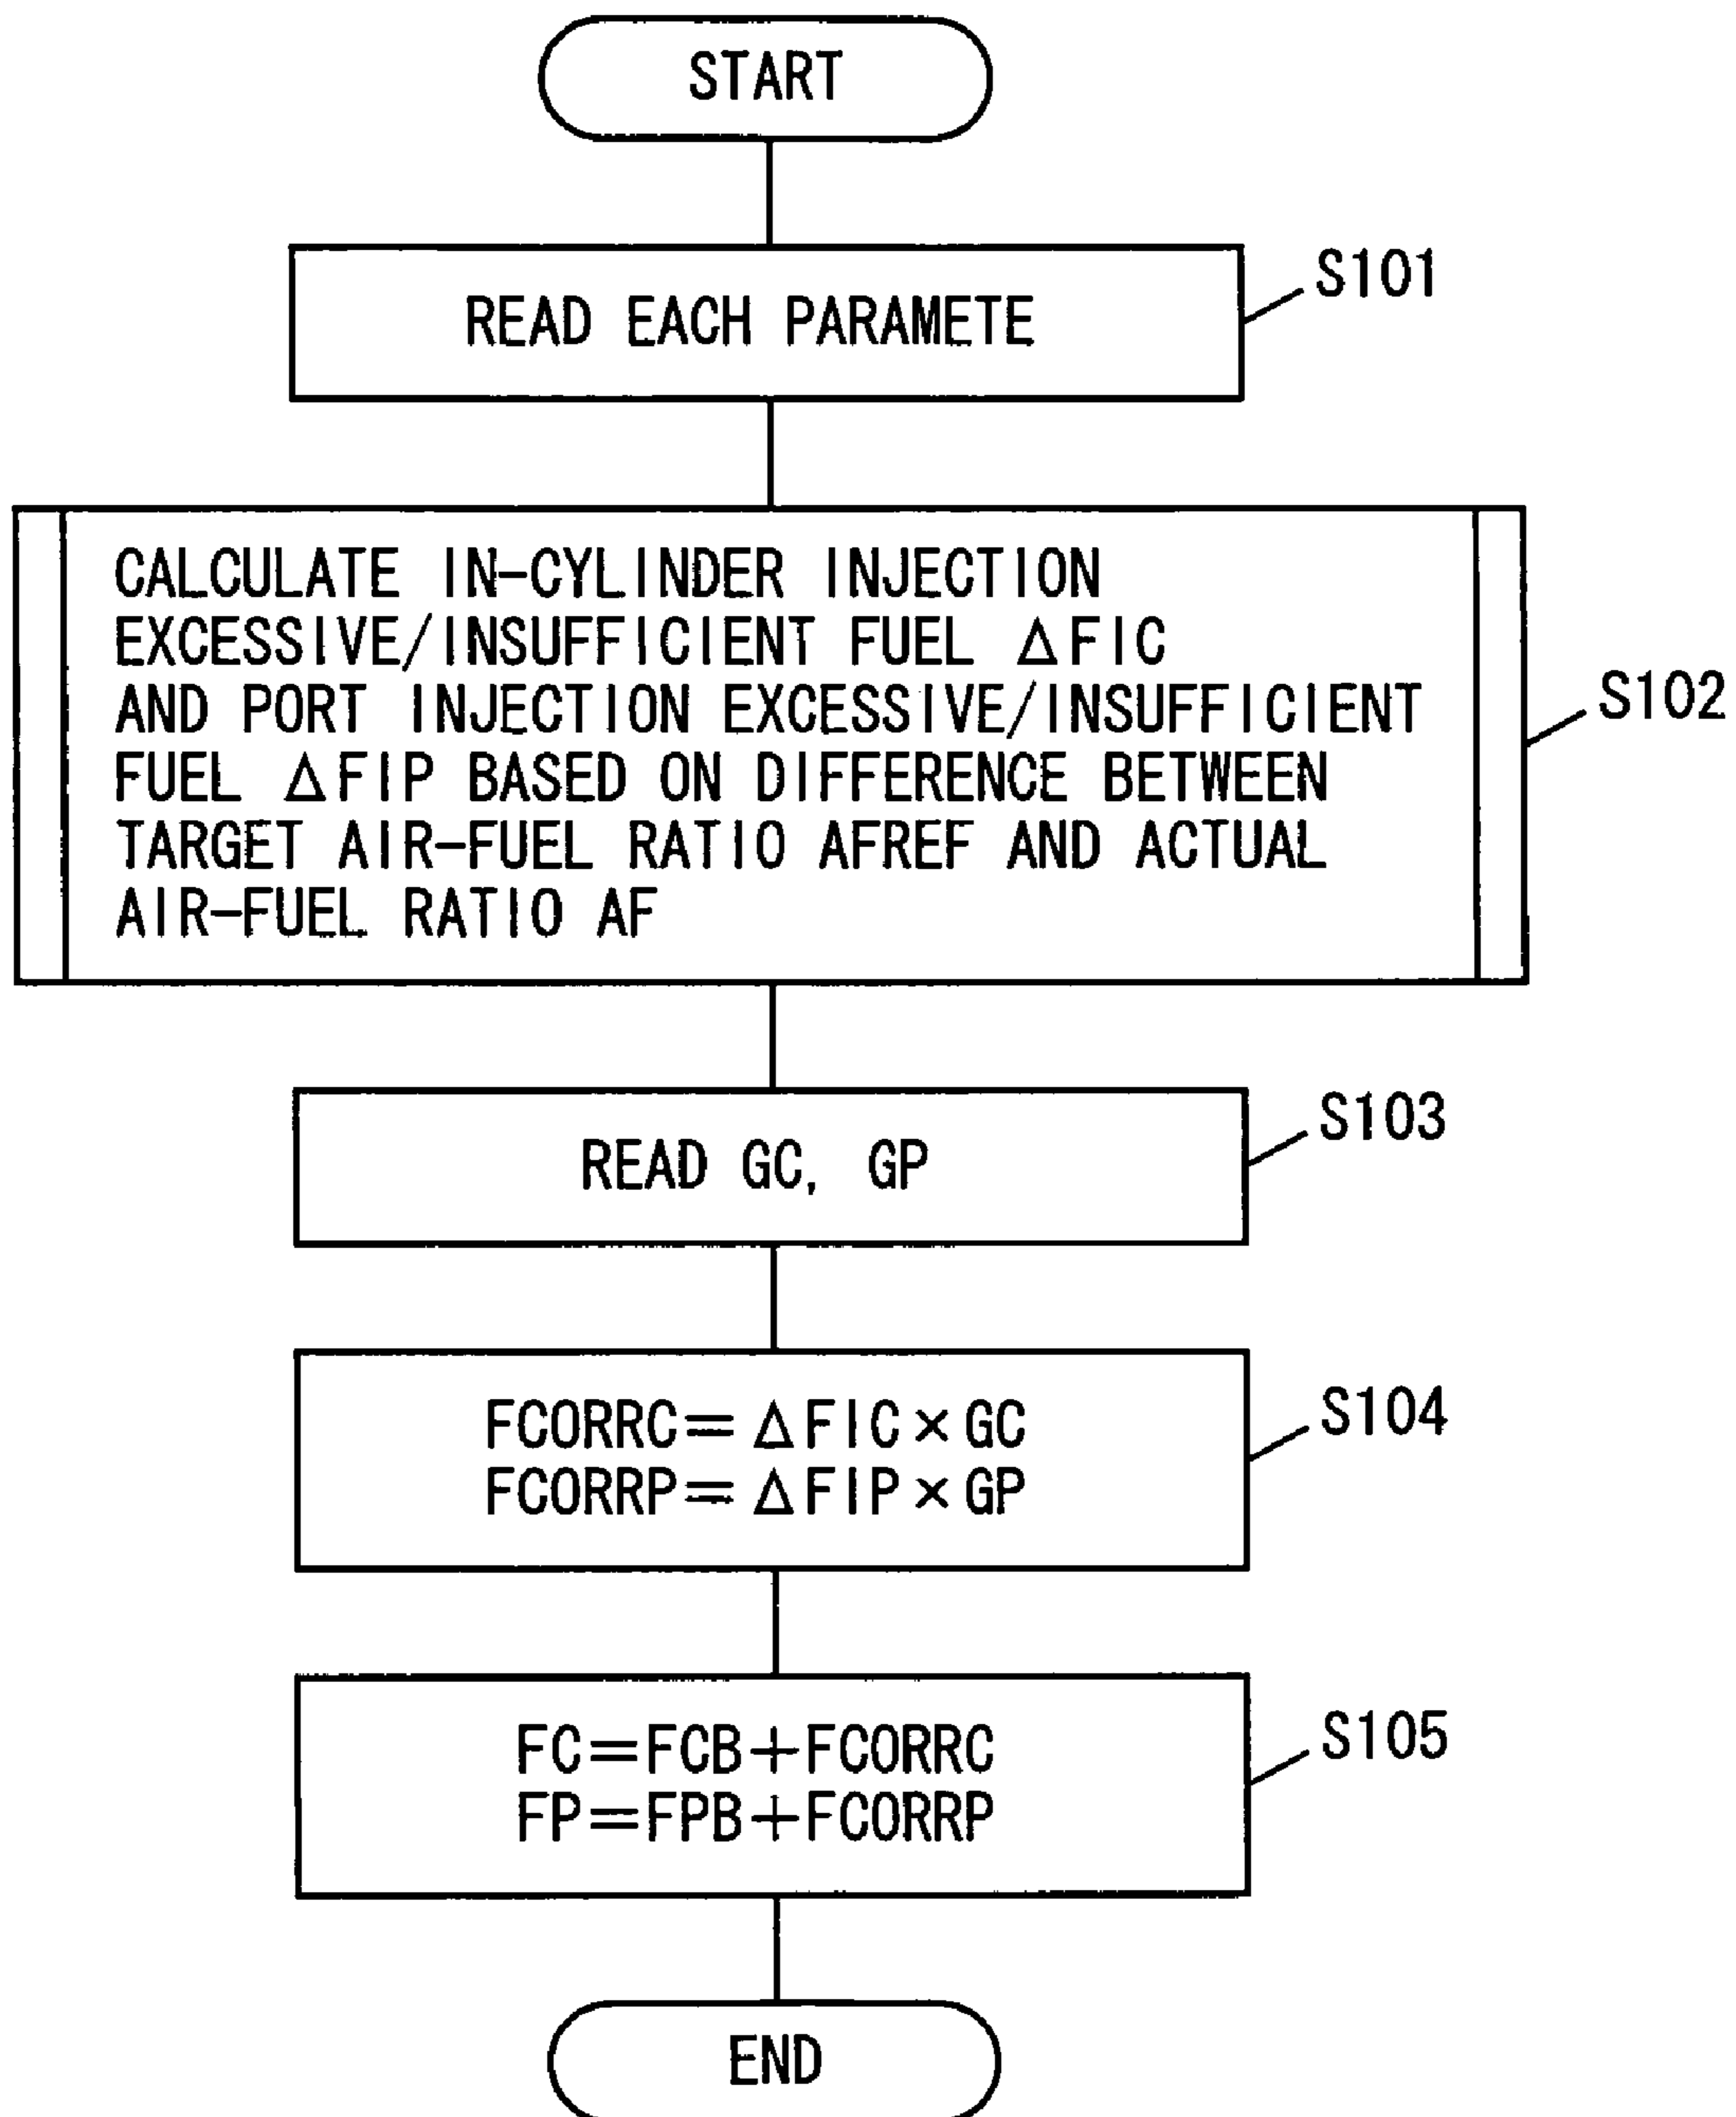 START
READ EACH PARAMETE
S101
CALCULATE IN-CYLINDER INJECTION
EXCESSIVE/INSUFFICIENT FUEL ΔFIC
AND PORT INJECTION EXCESSIVE/INSUFFICIENT
FUEL ΔFIP BASED ON DIFFERENCE BETWEEN
TARGET AIR-FUEL RATIO AFREF AND ACTUAL
AIR-FUEL RATIO AF
S102
READ GC, GP
S103
FCORRC=ΔFIC×GC
FCORRP=ΔFIP×GP
S104
FC=FCB+FCORRC
FP=FPB+FCORRP
S105
END